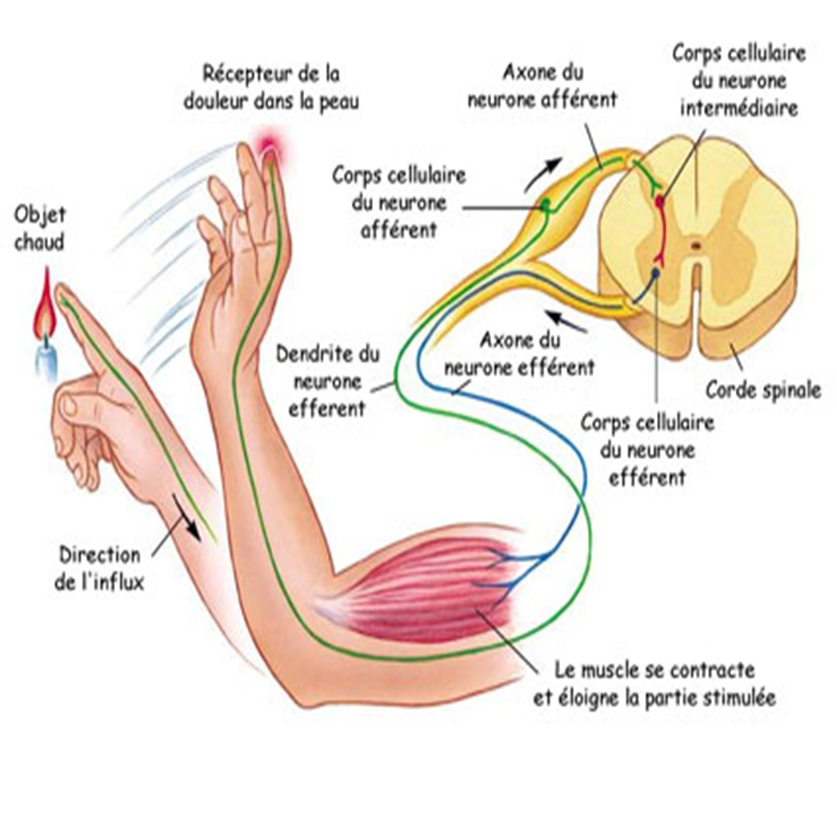 Récepteur de la
douleur dans la peau
Axone du
neurone afférent
Corps cellulaire
du neurone
intermédiaire
Corps cellulaire
du neurone
afférent
Objet
chaud
Dendrite du
neurone
efferent
Axone du
neurone efférent
Corde spinale
Corps cellulaire
du neurone
efférent
Direction
de l'influx
Le muscle se contracte
et éloigne la partie stimulée